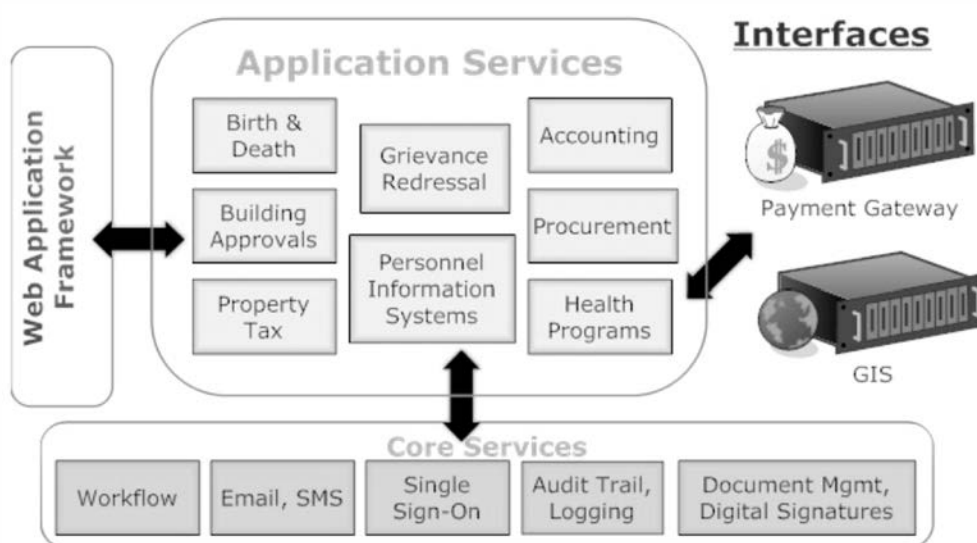 Interfaces
Application Services
Web Application
Framework
Birth &
Death
Building
Approvals
Property
Tax
Grievance
Redressal
Personnel
Information
Systems
Accounting
Procurement
Health
Programs
$
Payment Gateway
GIS
Core Services
Workflow
Email, SMS
Single
Sign-On
Audit Trail,
Logging
Document Mgmt,
Digital Signatures